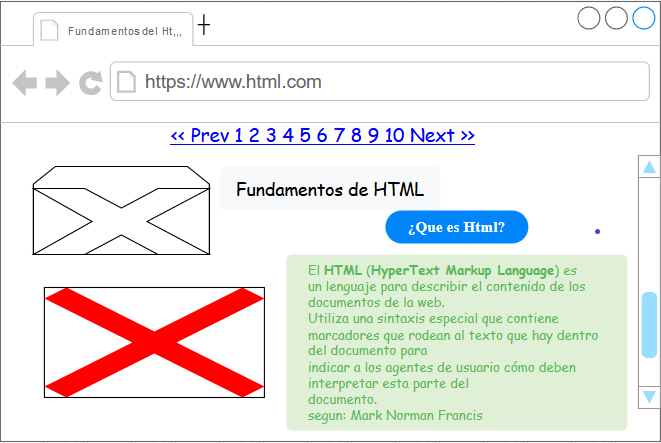 Fundamentos del Ht,,,
https://www.html.com
<< Prev 1 2 3 4 5 6 7 8 9 10 Next >>
Fundamentos de HTML
¿Que es Html?
El HTML (HyperText Markup Language) es
un lenguaje para describir el contenido de los
documentos de la web.
Utiliza una sintaxis especial que contiene
marcadores que rodean al texto que hay dentro
del documento para
indicar a los agentes de usuario cómo deben
interpretar esta parte del
documento.
segun: Mark Norman Francis